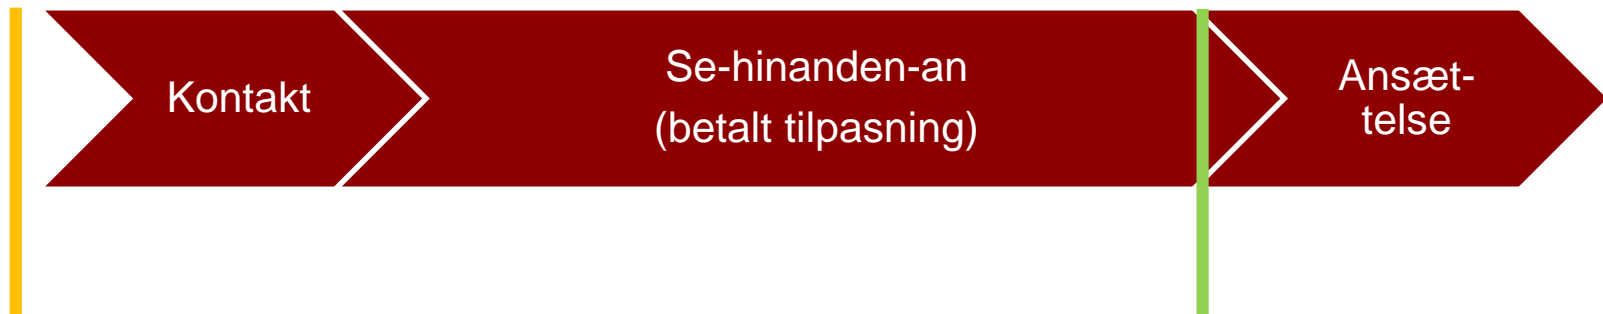 Kontakt
Se-hinanden-an
(betalt tilpasning)
Ansæt-
telse